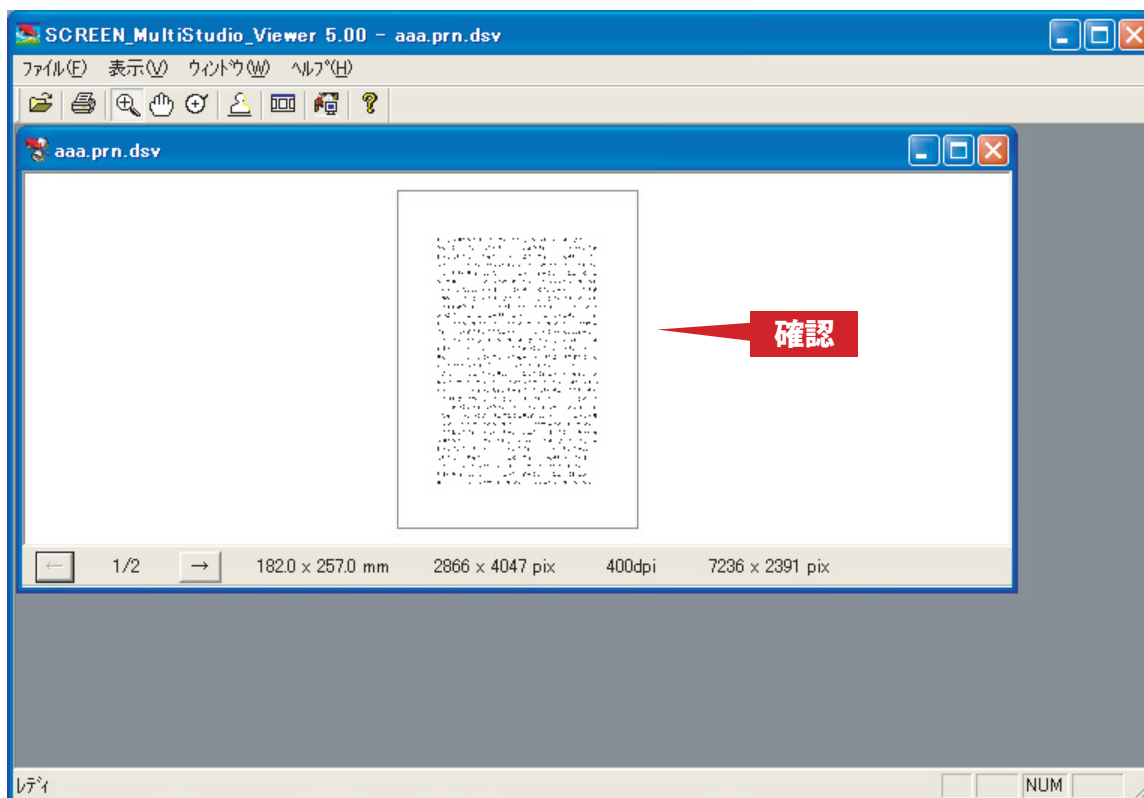 SCREEN_MultiStudio_Viewer 5.00 - aaa.prn.dsv
ﾌｧｲﾙ(F) 表示(V) ｳｨﾝﾄﾞｳ(W) ﾍﾙﾌﾟ(H)
aaa.prn.dsv
確認
← 1/2 → 182.0 x 257.0 mm 2866 x 4047 pix 400dpi 7236 x 2391 pix
ﾚﾃﾞｨ NUM